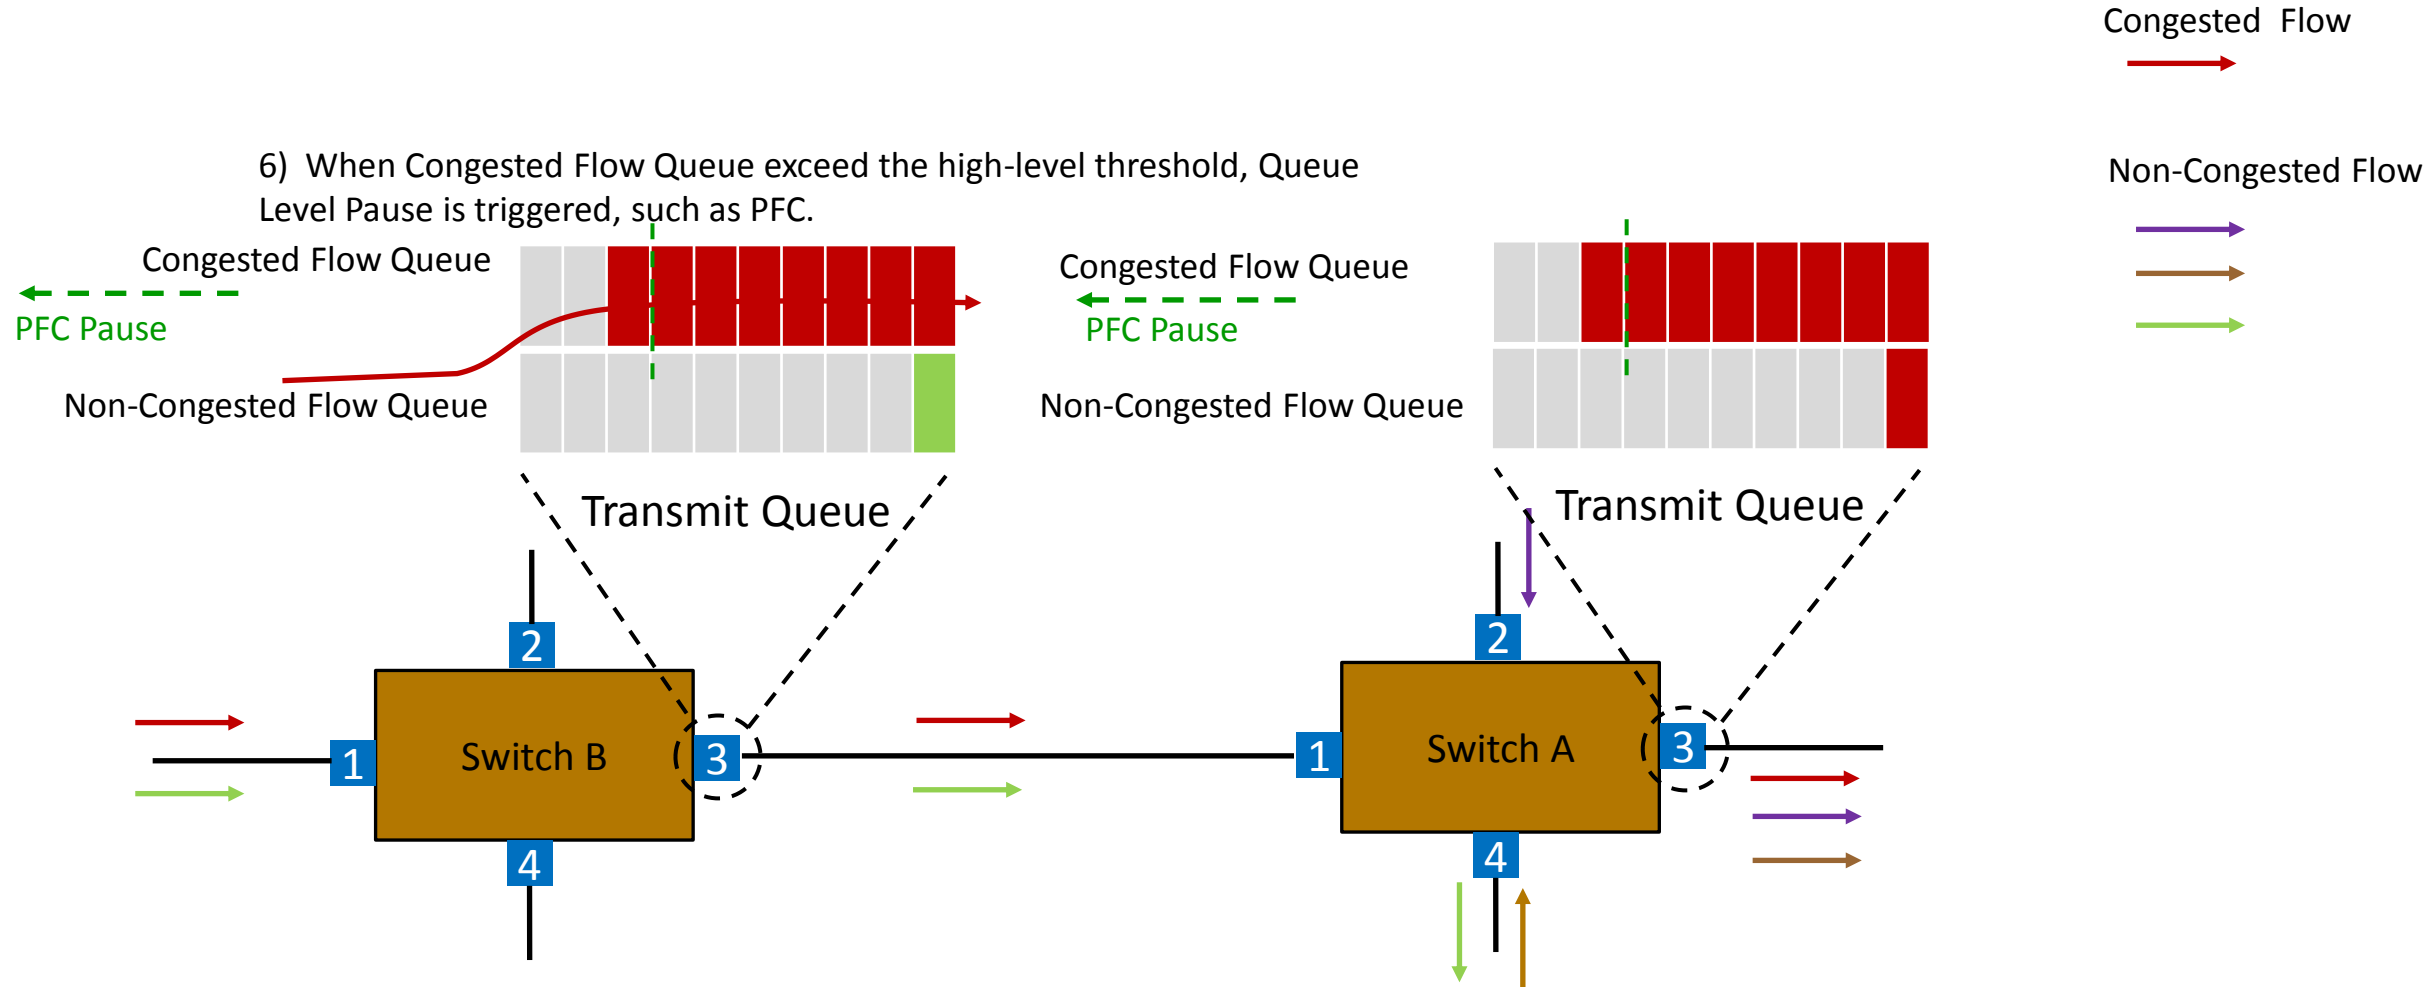 Congested  Flow
Non-Congested Flow
6)  When Congested Flow Queue exceed the high-level threshold, Queue
Level Pause is triggered, such as PFC.
Congested Flow Queue
PFC Pause
Non-Congested Flow Queue
Transmit Queue
Congested Flow Queue
PFC Pause
Non-Congested Flow Queue
Transmit Queue
2
1
Switch B
3
4
2
1
Switch A
3
4